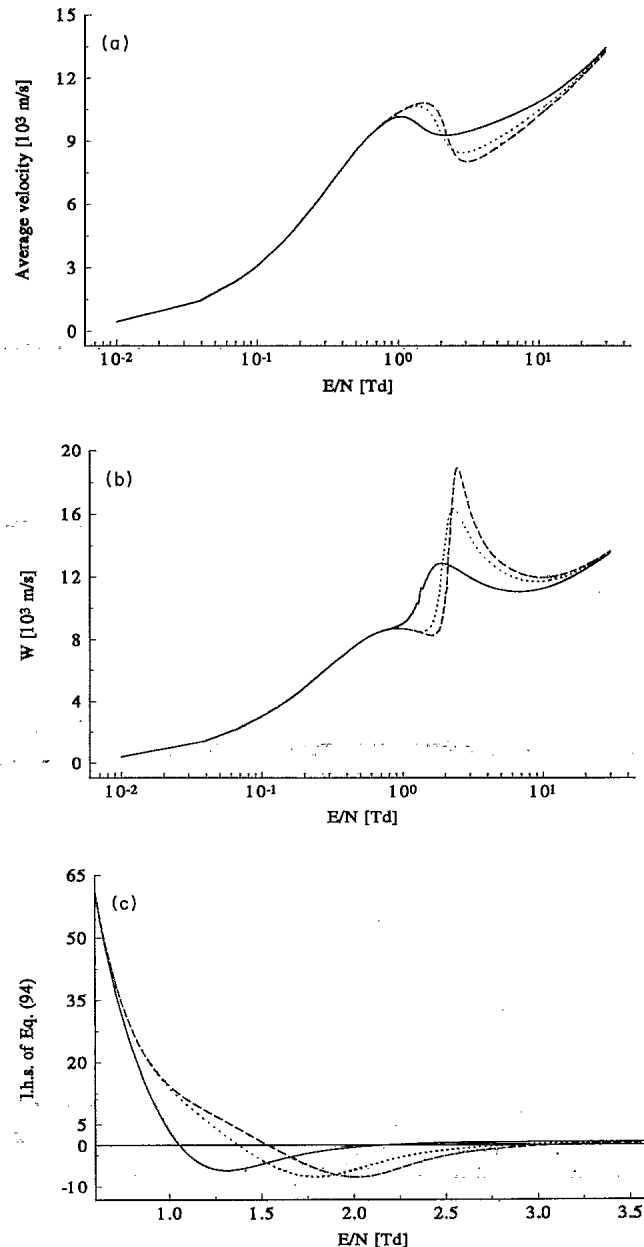 (a)
Average velocity [10³ m/s]
15
12
9
6
3
0
10⁻² 10⁻¹ 10⁰ 10¹
E/N [Td]
(b)
W [10³ m/s]
20
16
12
8
4
0
10⁻² 10⁻¹ 10⁰ 10¹
E/N [Td]
(c)
l.h.s. of Eq. (94)
65
50
35
20
5
0
-10
1.0 1.5 2.0 2.5 3.0 3.5
E/N [Td]